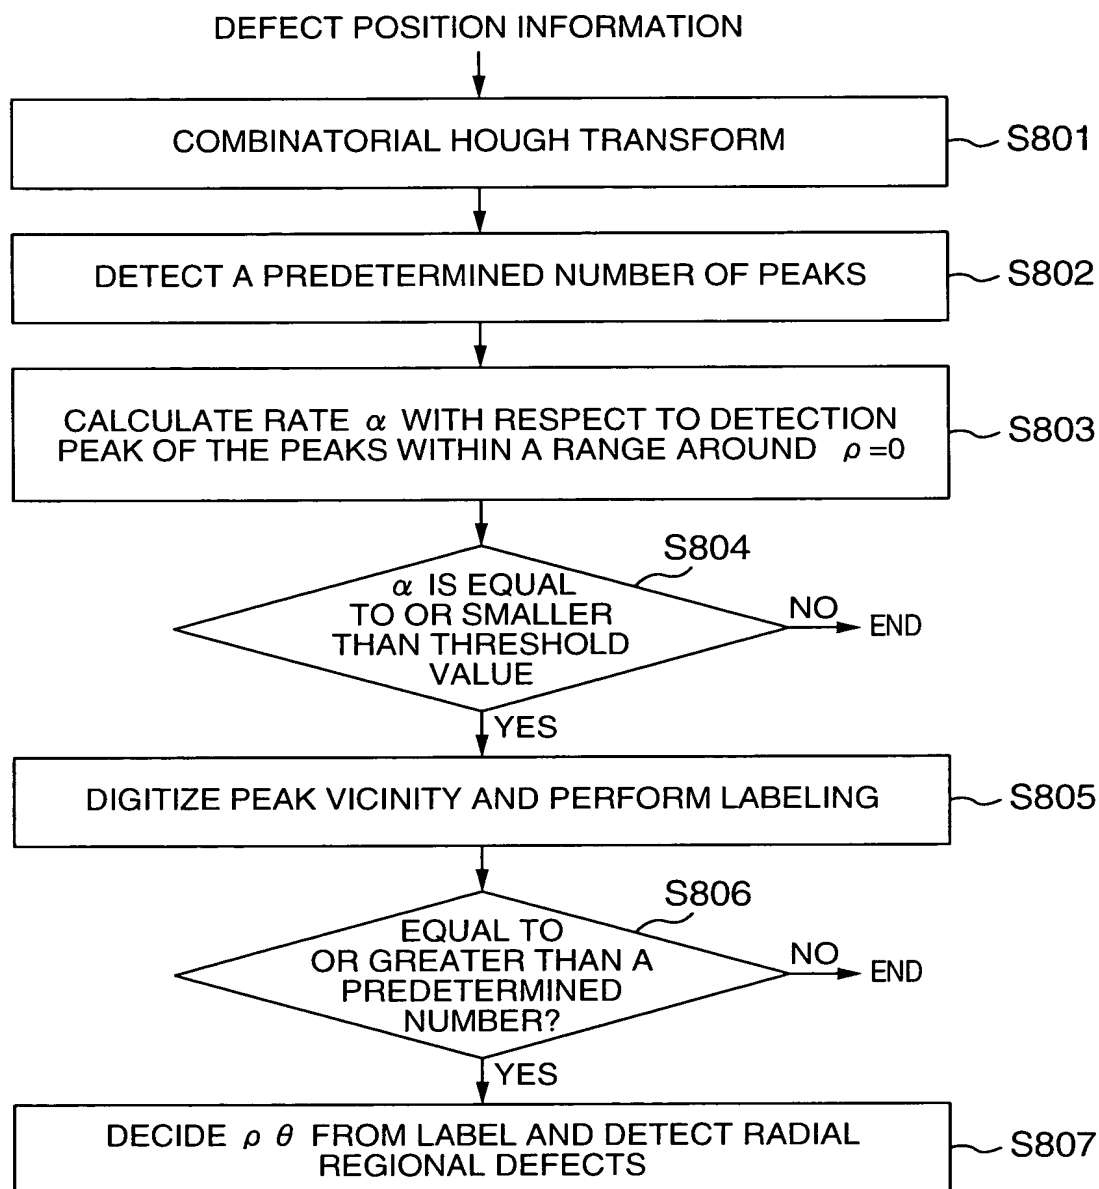 DEFECT POSITION INFORMATION
COMBINATORIAL HOUGH TRANSFORM
S801
DETECT A PREDETERMINED NUMBER OF PEAKS
S802
CALCULATE RATE α WITH RESPECT TO DETECTION
PEAK OF THE PEAKS WITHIN A RANGE AROUND ρ=0
S803
S804
α IS EQUAL
TO OR SMALLER
THAN THRESHOLD
VALUE
NO
END
YES
DIGITIZE PEAK VICINITY AND PERFORM LABELING
S805
S806
EQUAL TO
OR GREATER THAN A
PREDETERMINED
NUMBER?
NO
END
YES
DECIDE ρ θ FROM LABEL AND DETECT RADIAL
REGIONAL DEFECTS
S807